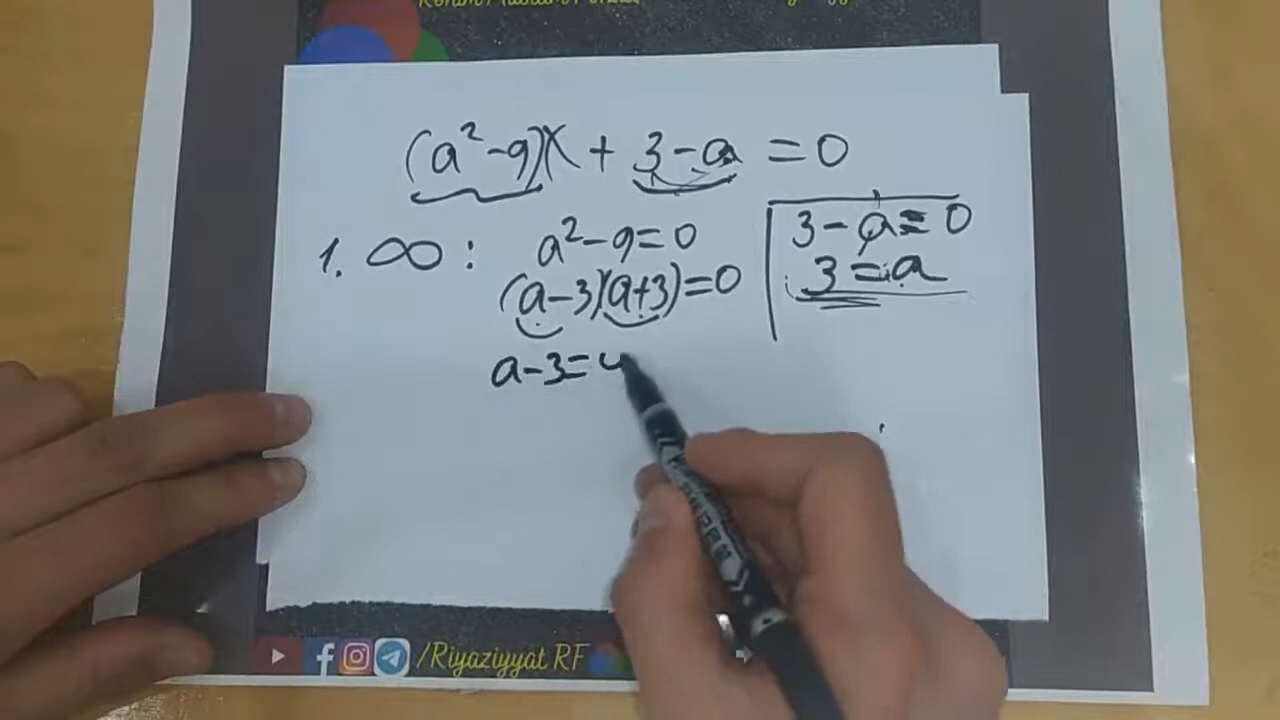 (a²-9)x + 3-a = 0
1. ∞ : a²-9=0
(a-3)(a+3)=0
a-3=
3-a=0
3=a
/Riyaziyyat RF